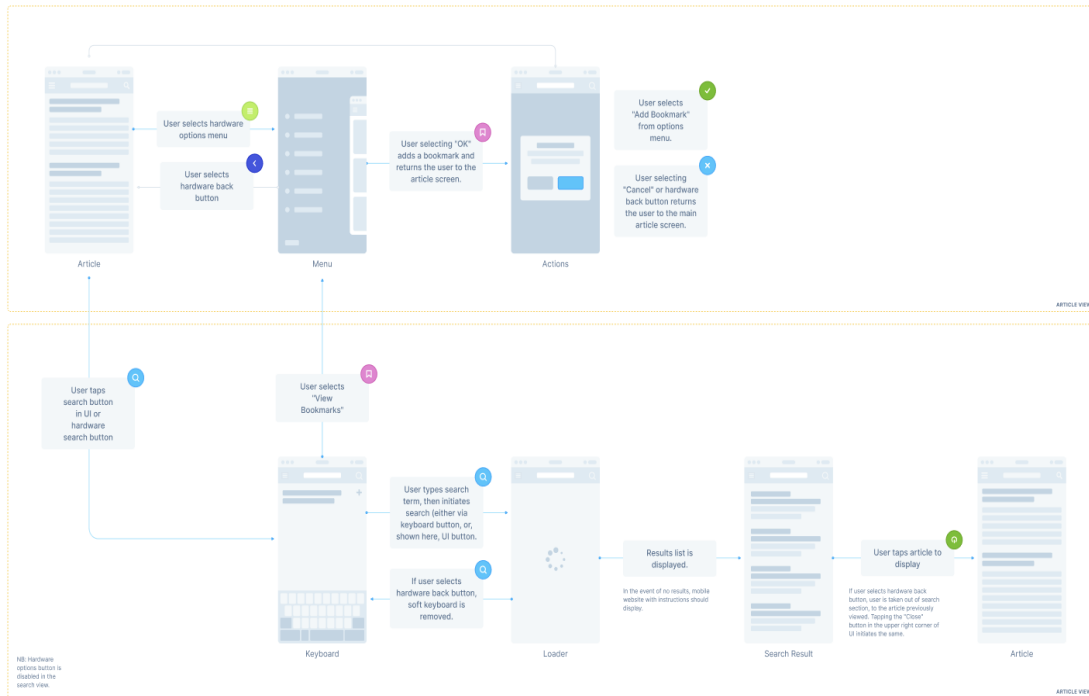 User selects hardware
options menu
User selects
hardware back
button
User selecting "OK"
adds a bookmark and
returns the user to the
article screen.
User selects
"Add Bookmark"
from options
menu.
User selecting
"Cancel" or hardware
back button returns
the user to the main
article screen.
Article
Menu
Actions
ARTICLE VIEW
User taps
search button
in UI or
hardware
search button
User selects
"View
Bookmarks"
User types search
term, then initiates
search (either via
keyboard button, or,
shown here, UI button.
If user selects
hardware back button,
soft keyboard is
removed.
Results list is
displayed.
In the event of no results, mobile
website with instructions should
display.
User taps article to
display
If user selects hardware back
button, user is taken out of search
section, to the article previously
viewed. Tapping the "Close"
button in the upper right corner of
UI initiates the same.
Keyboard
Loader
Search Result
Article
NB: Hardware
options button is
disabled in the
search view.
ARTICLE VIEW